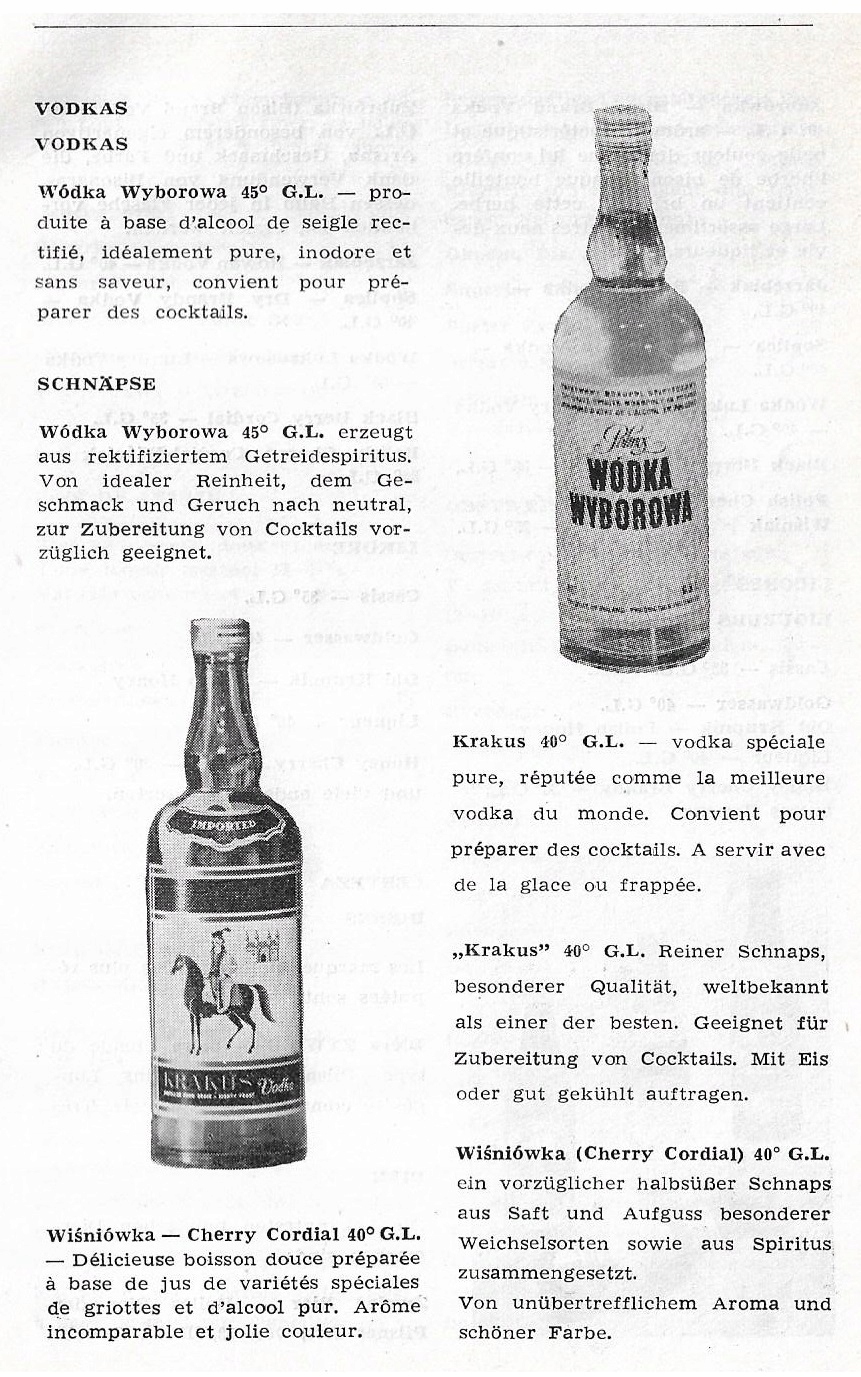 VODKAS
VODKAS
Wódka Wyborowa 45° G.L. — pro-
duite à base d'alcool de seigle rec-
tifié, idéalement pure, inodore et
sans saveur, convient pour pré-
parer des cocktails.
SCHNÄPSE
Wódka Wyborowa 45° G.L. erzeugt
aus rektifiziertem Getreidespiritus.
Von idealer Reinheit, dem Ge-
schmack und Geruch nach neutral,
zur Zubereitung von Cocktails vor-
züglich geeignet.
IMPORTED
KRAKUS Vodka
Wiśniówka — Cherry Cordial 40° G.L.
— Délicieuse boisson douce préparée
à base de jus de variétés spéciales
de griottes et d'alcool pur. Arôme
incomparable et jolie couleur.
WÓDKA
WYBOROWA
Krakus 40° G.L. — vodka spéciale
pure, réputée comme la meilleure
vodka du monde. Convient pour
préparer des cocktails. A servir avec
de la glace ou frappée.
„Krakus” 40° G.L. Reiner Schnaps,
besonderer Qualität, weltbekannt
als einer der besten. Geeignet für
Zubereitung von Cocktails. Mit Eis
oder gut gekühlt auftragen.
Wiśniówka (Cherry Cordial) 40° G.L.
ein vorzüglicher halbsüßer Schnaps
aus Saft und Aufguss besonderer
Weichselsorten sowie aus Spiritus
zusammengesetzt.
Von unübertrefflichem Aroma und
schöner Farbe.